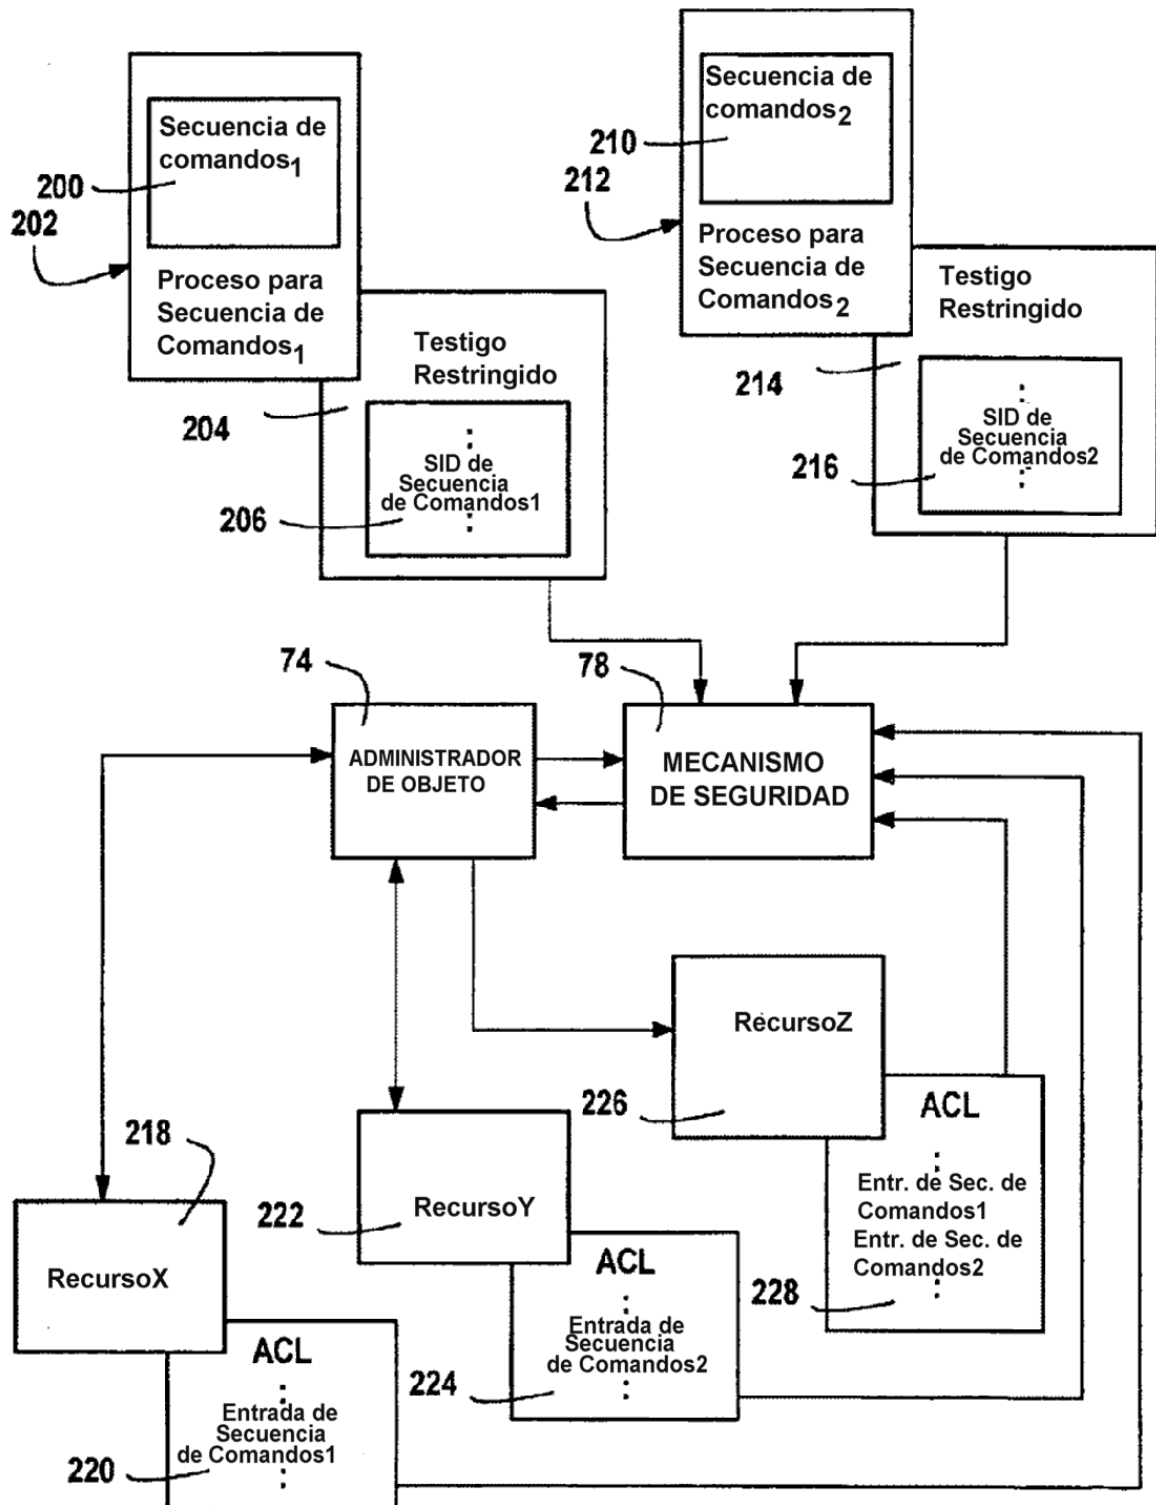 Secuencia de
comandos1
200
202
Proceso para
Secuencia de
Comandos1
Testigo
Restringido
204
SID de
Secuencia
de Comandos1
206
Secuencia de
comandos2
210
212
Proceso para
Secuencia de
Comandos2
Testigo
Restringido
214
SID de
Secuencia
de Comandos2
216
74
78
ADMINISTRADOR
DE OBJETO
MECANISMO
DE SEGURIDAD
RecursoZ
226
ACL
Entr. de Sec. de
Comandos1
Entr. de Sec. de
Comandos2
228
218
RecursoX
222
RecursoY
ACL
Entrada de
Secuencia
de Comandos2
224
ACL
Entrada de
Secuencia
de Comandos1
220